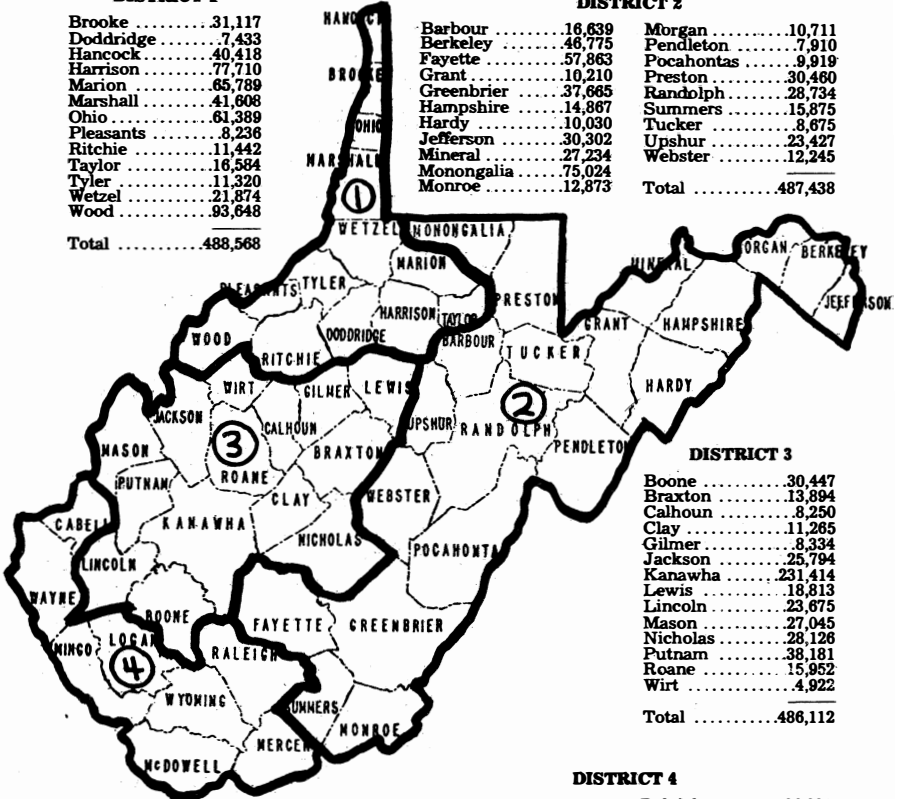 DISTRICT 1
Brooke .........31,117
Doddridge .......7,433
Hancock ........40,418
Harrison .......77,710
Marion .........65,789
Marshall .......41,608
Ohio ...........61,389
Pleasants .......8,236
Ritchie ........11,442
Taylor .........16,584
Tyler ..........11,320
Wetzel .........21,874
Wood ...........93,648
Total .........488,568
DISTRICT 2
Barbour ........16,639
Berkeley .......46,775
Fayette ........57,863
Grant ..........10,210
Greenbrier .....37,665
Hampshire ......14,867
Hardy ..........10,030
Jefferson ......30,302
Mineral ........27,234
Monongalia .....75,024
Monroe .........12,873
Morgan .........10,711
Pendleton .......7,910
Pocahontas ......9,919
Preston ........30,460
Randolph .......28,734
Summers ........15,875
Tucker ..........8,675
Upshur .........23,427
Webster ........12,245
Total .........487,438
HANCOCK
BROOKE
OHIO
MARSHALL
1
WETZEL
MONONGALIA
MARION
PLEASANTS
TYLER
HARRISON
TAYLOR
PRESTON
WOOD
DODDRIDGE
RITCHIE
BARBOUR
TUCKER
MINERAL
GRANT
HAMPSHIRE
MORGAN
BERKELEY
JEFFERSON
HARDY
WIRT
GILMER
LEWIS
JACKSON
CALHOUN
UPSHUR
2
RANDOLPH
PENDLETON
MASON
3
ROANE
BRAXTON
PUTNAM
CLAY
WEBSTER
CABELL
KANAWHA
NICHOLAS
POCAHONTA
LINCOLN
WAYNE
BOONE
FAYETTE
GREENBRIER
MINGO
LOGAN
4
RALEIGH
WYOMING
SUMMERS
MONROE
MERCER
McDOWELL
DISTRICT 3
Boone ..........30,447
Braxton ........13,894
Calhoun .........8,250
Clay ...........11,265
Gilmer ..........8,334
Jackson ........25,794
Kanawha .......231,414
Lewis ..........18,813
Lincoln ........23,675
Mason ..........27,045
Nicholas .......28,126
Putnam .........38,181
Roane ..........15,952
Wirt ............4,922
Total .........486,112
DISTRICT 4